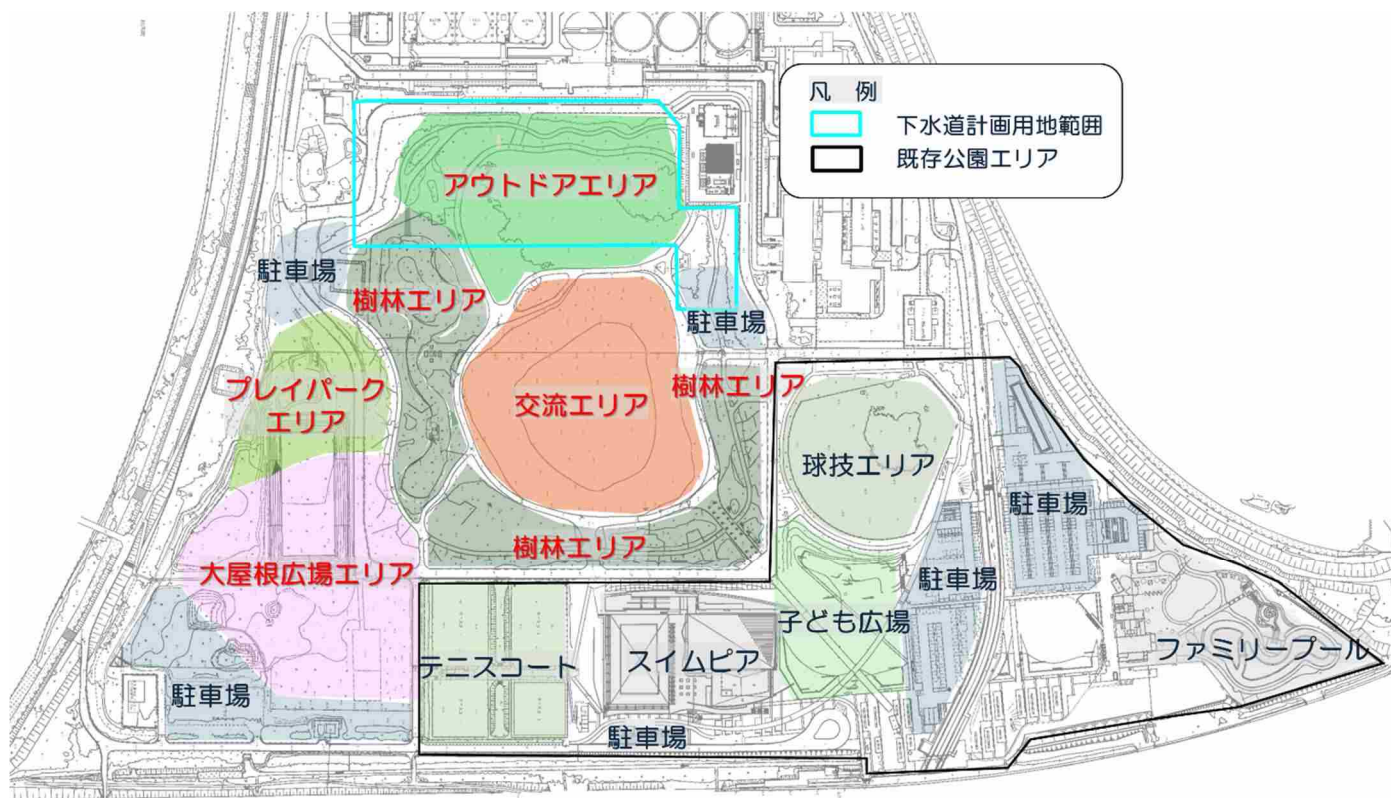 凡 例
下水道計画用地範囲
既存公園エリア
アウトドアエリア
駐車場
樹林エリア
駐車場
プレイパーク
エリア
交流エリア
樹林エリア
球技エリア
駐車場
樹林エリア
大屋根広場エリア
駐車場
子ども広場
テニスコート
スイムピア
ファミリープール
駐車場
駐車場